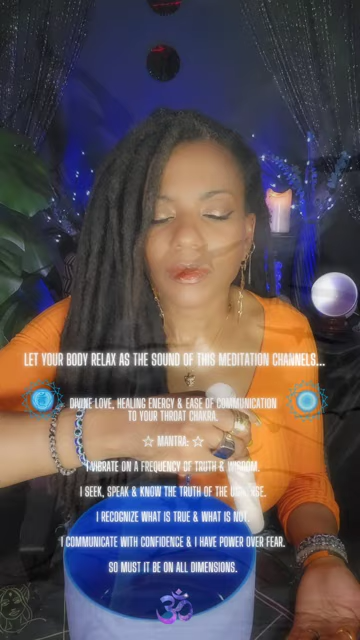 LET YOUR BODY RELAX AS THE SOUND OF THIS MEDITATION CHANNELS...
DIVINE LOVE, HEALING ENERGY & EASE OF COMMUNICATION
TO YOUR THROAT CHAKRA.
☆ MANTRA: ☆
I VIBRATE ON A FREQUENCY OF TRUTH & WISDOM.
I SEEK, SPEAK & KNOW THE TRUTH OF THE
I RECOGNIZE WHAT IS TRUE & WHAT IS NOT.
I COMMUNICATE WITH CONFIDENCE & I HAVE POWER OVER FEAR.
SO MUST IT BE ON ALL DIMENSIONS.
ॐ